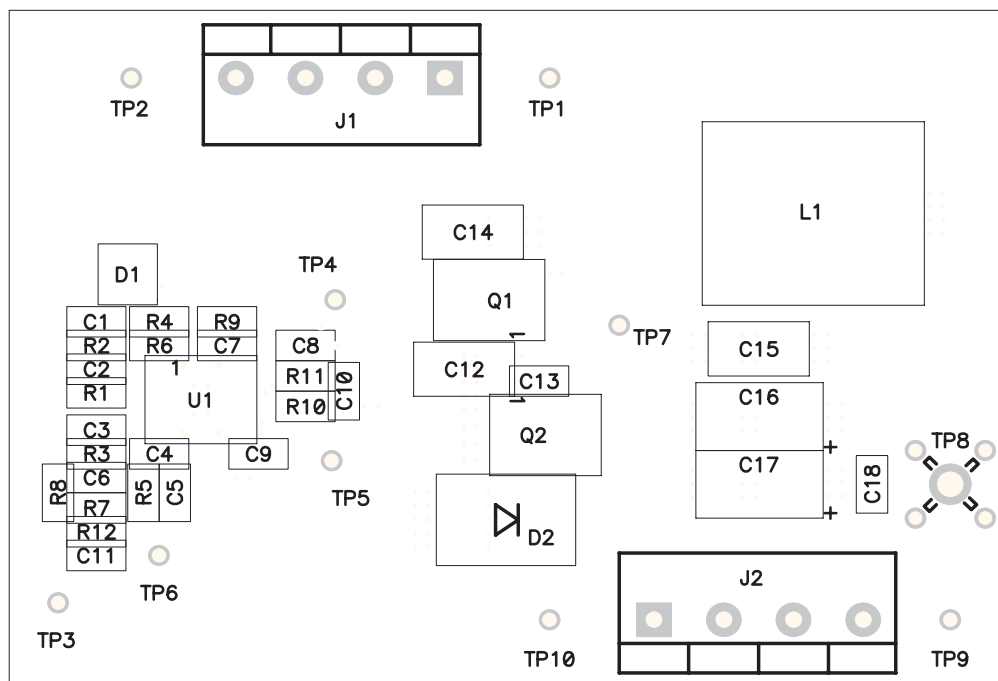 TP2
J1
TP1
L1
C14
D1
TP4
Q1
C1
R4
R9
TP7
1
R2
R6
C7
C8
C15
C2
1
R11
C10
C12
C13
R1
U1
R10
1
C16
C3
Q2
R3
C4
C9
TP8
+
R8
C6
R5
C5
TP5
C17
C18
R7
+
R12
D2
C11
TP6
J2
TP3
TP10
TP9